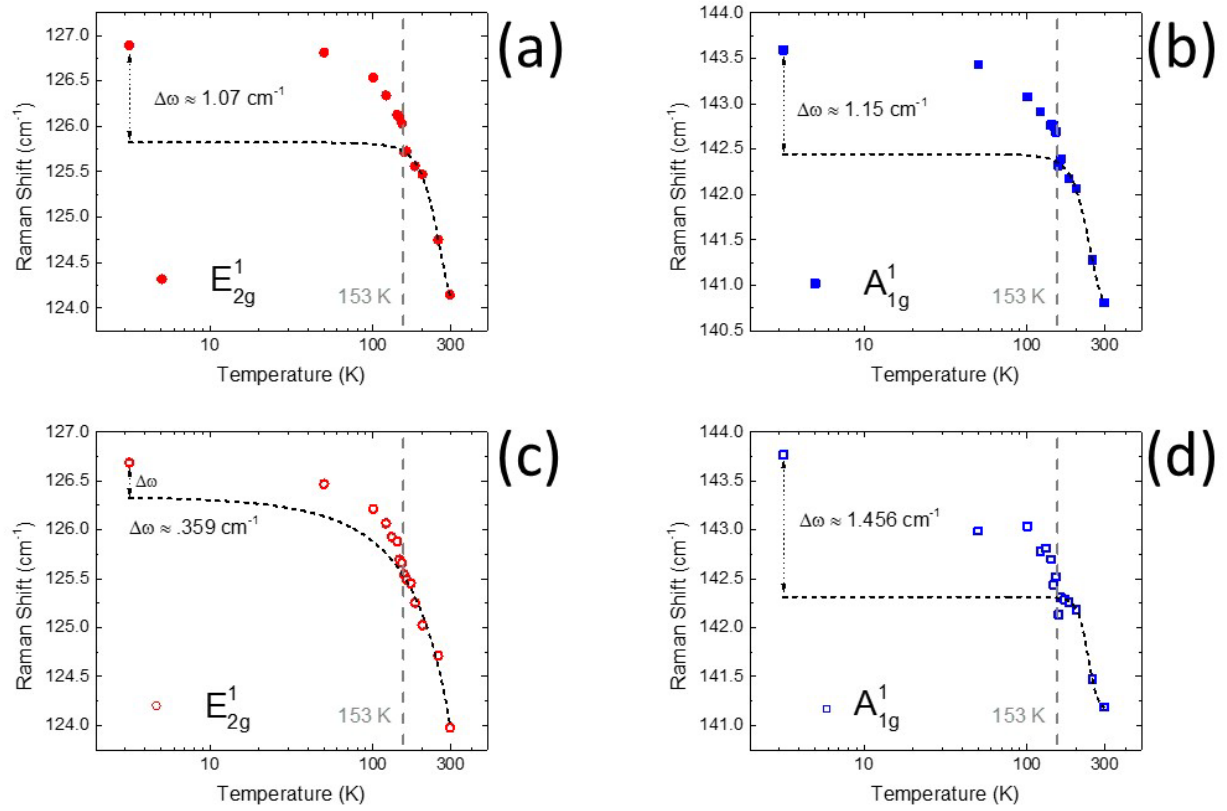 (a)
127.0
126.5
126.0
125.5
125.0
124.5
124.0
Raman Shift (cm⁻¹)
Δω ≈ 1.07 cm⁻¹
E¹₂g
153 K
10
100
300
Temperature (K)
(b)
144.0
143.5
143.0
142.5
142.0
141.5
141.0
140.5
Raman Shift (cm⁻¹)
Δω ≈ 1.15 cm⁻¹
A¹₁g
153 K
10
100
300
Temperature (K)
(c)
127.0
126.5
126.0
125.5
125.0
124.5
124.0
Raman Shift (cm⁻¹)
Δω
Δω ≈ .359 cm⁻¹
E¹₂g
153 K
10
100
300
Temperature (K)
(d)
144.0
143.5
143.0
142.5
142.0
141.5
141.0
Raman Shift (cm⁻¹)
Δω ≈ 1.456 cm⁻¹
A¹₁g
153 K
10
100
300
Temperature (K)